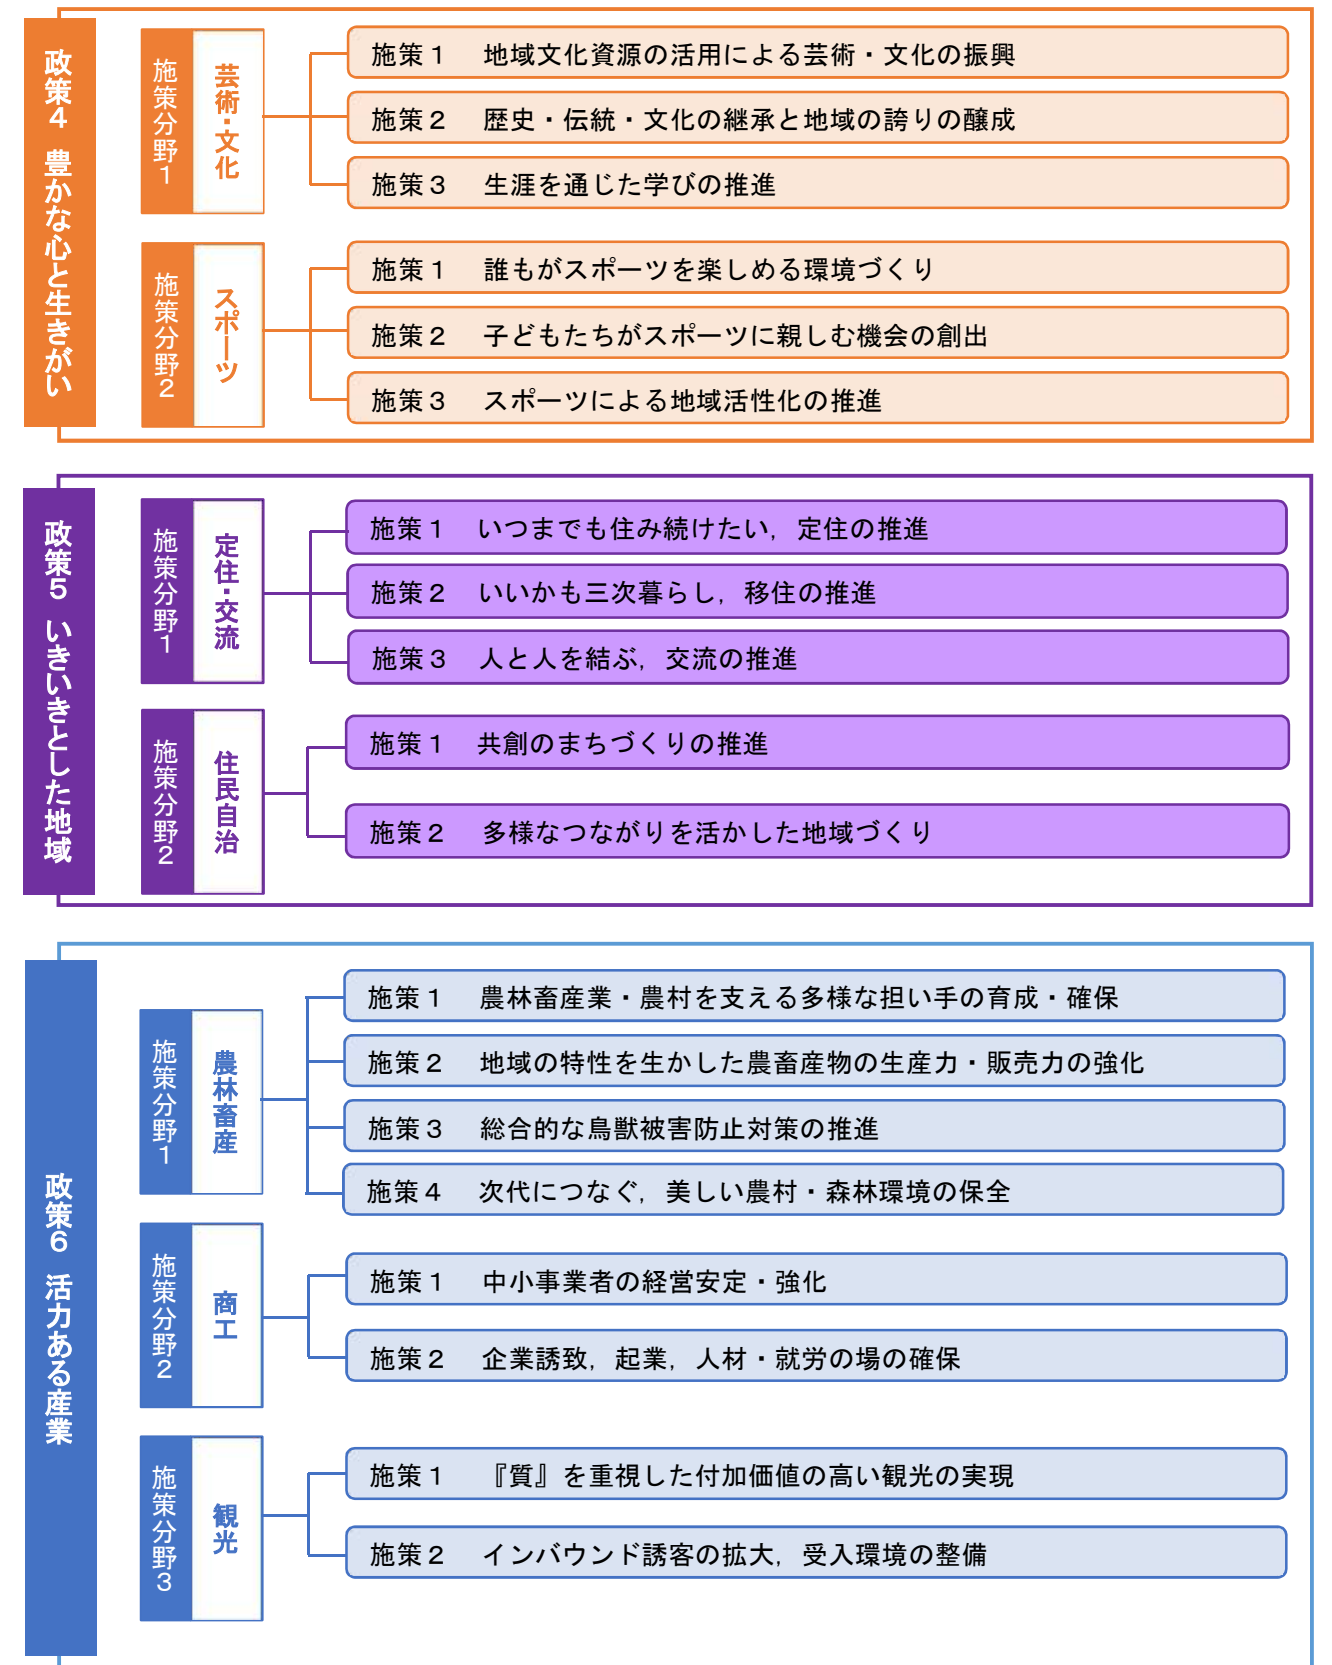 政策４ 豊かな心と生きがい
施策分野１
芸術・文化
施策１ 地域文化資源の活用による芸術・文化の振興
施策２ 歴史・伝統・文化の継承と地域の誇りの醸成
施策３ 生涯を通じた学びの推進
施策分野２
スポーツ
施策１ 誰もがスポーツを楽しめる環境づくり
施策２ 子どもたちがスポーツに親しむ機会の創出
施策３ スポーツによる地域活性化の推進
政策５ いきいきとした地域
施策分野１
定住・交流
施策１ いつまでも住み続けたい，定住の推進
施策２ いいかも三次暮らし，移住の推進
施策３ 人と人を結ぶ，交流の推進
施策分野２
住民自治
施策１ 共創のまちづくりの推進
施策２ 多様なつながりを活かした地域づくり
政策６ 活力ある産業
施策分野１
農林畜産
施策１ 農林畜産業・農村を支える多様な担い手の育成・確保
施策２ 地域の特性を生かした農畜産物の生産力・販売力の強化
施策３ 総合的な鳥獣被害防止対策の推進
施策４ 次代につなぐ，美しい農村・森林環境の保全
施策分野２
商工
施策１ 中小事業者の経営安定・強化
施策２ 企業誘致，起業，人材・就労の場の確保
施策分野３
観光
施策１ 『質』を重視した付加価値の高い観光の実現
施策２ インバウンド誘客の拡大，受入環境の整備